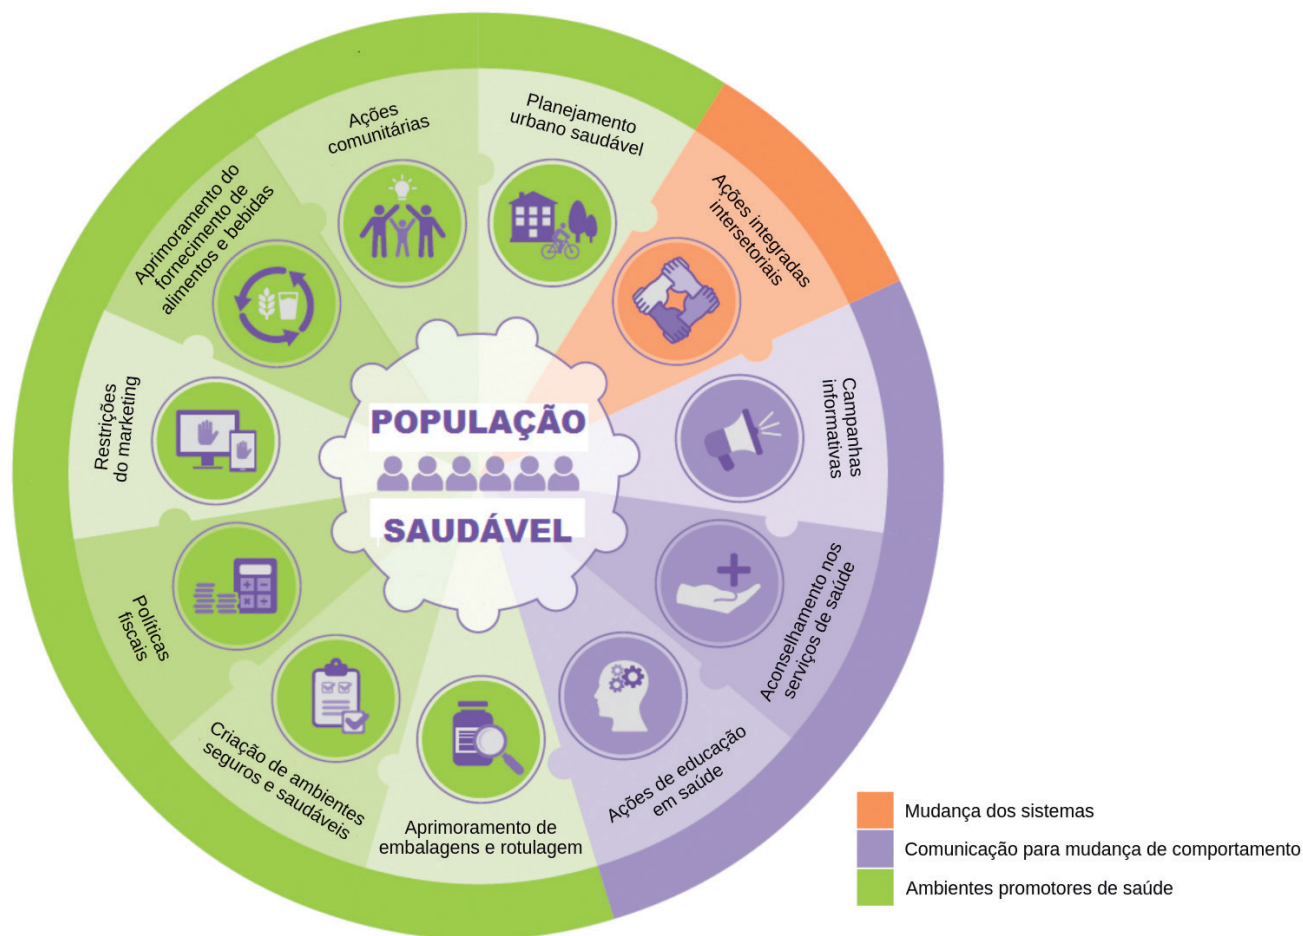 Ações
comunitárias
Planejamento
urbano saudável
Ações integradas
intersetoriais
Campanhas
informativas
Aconselhamento nos
serviços de saúde
Ações de educação
em saúde
Aprimoramento de
embalagens e rotulagem
Criação de ambientes
seguros e saudáveis
Políticas
fiscais
Restrições
do marketing
Aprimoramento do
fornecimento de
alimentos e bebidas
POPULAÇÃO
SAUDÁVEL
Mudança dos sistemas
Comunicação para mudança de comportamento
Ambientes promotores de saúde